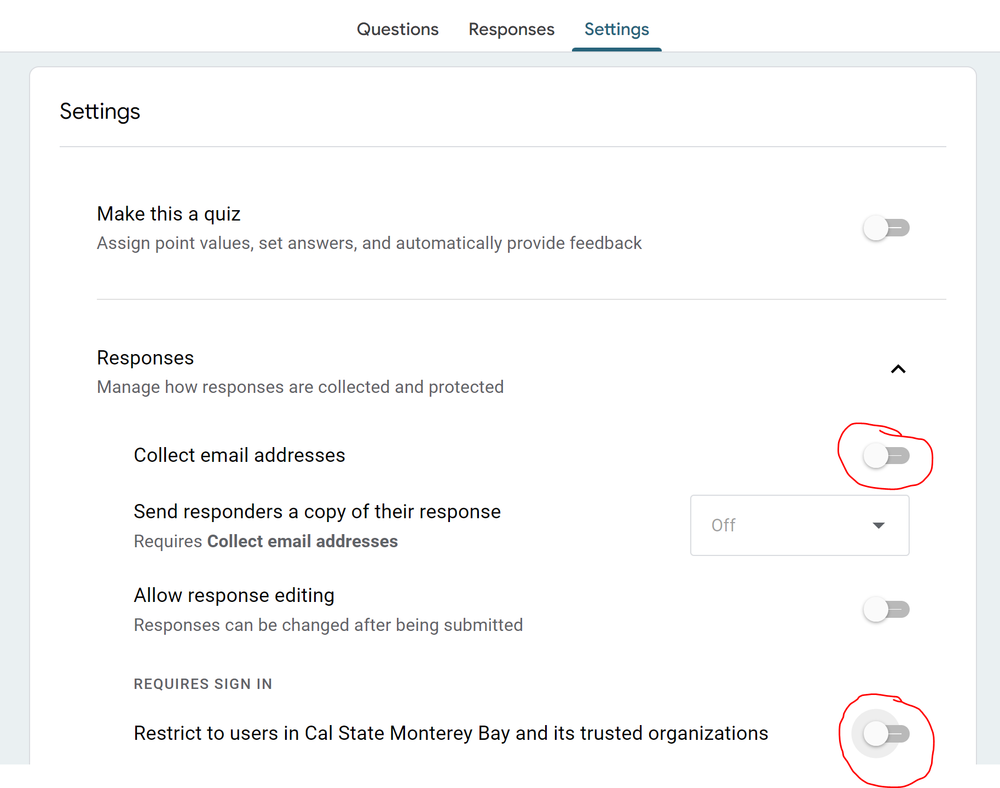 Questions Responses Settings
Settings
Make this a quiz
Assign point values, set answers, and automatically provide feedback
Responses
Manage how responses are collected and protected
Collect email addresses
Send responders a copy of their response
Requires Collect email addresses
Off
Allow response editing
Responses can be changed after being submitted
REQUIRES SIGN IN
Restrict to users in Cal State Monterey Bay and its trusted organizations